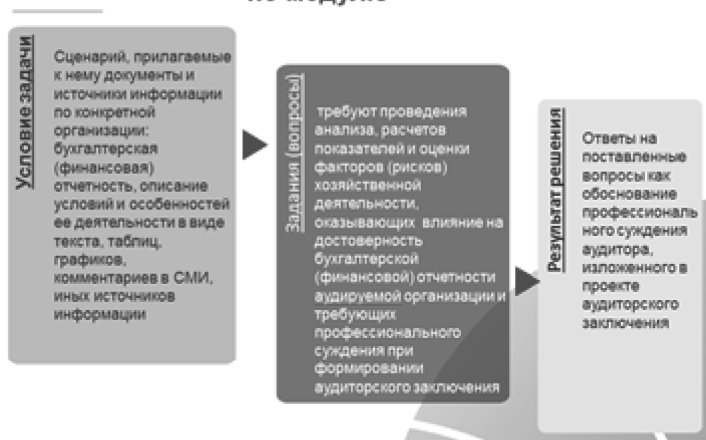 Условие задачи
Сценарий, прилагаемые
к нему документы и
источники информации
по конкретной
организации:
бухгалтерская
(финансовая)
отчетность, описание
условий и особенностей
ее деятельности в виде
текста, таблиц,
графиков,
комментариев в СМИ,
иных источников
информации
Задания (вопросы)
требуют проведения
анализа, расчетов
показателей и оценки
факторов (рисков)
хозяйственной
деятельности,
оказывающих влияние на
достоверность
бухгалтерской
(финансовой) отчетности
аудируемой организации и
требующих
профессионального
суждения при
формировании
аудиторского заключения
Результат решения
Ответы на
поставленные
вопросы как
обоснование
профессиональ
ного суждения
аудитора,
изложенного в
проекте
аудиторского
заключения